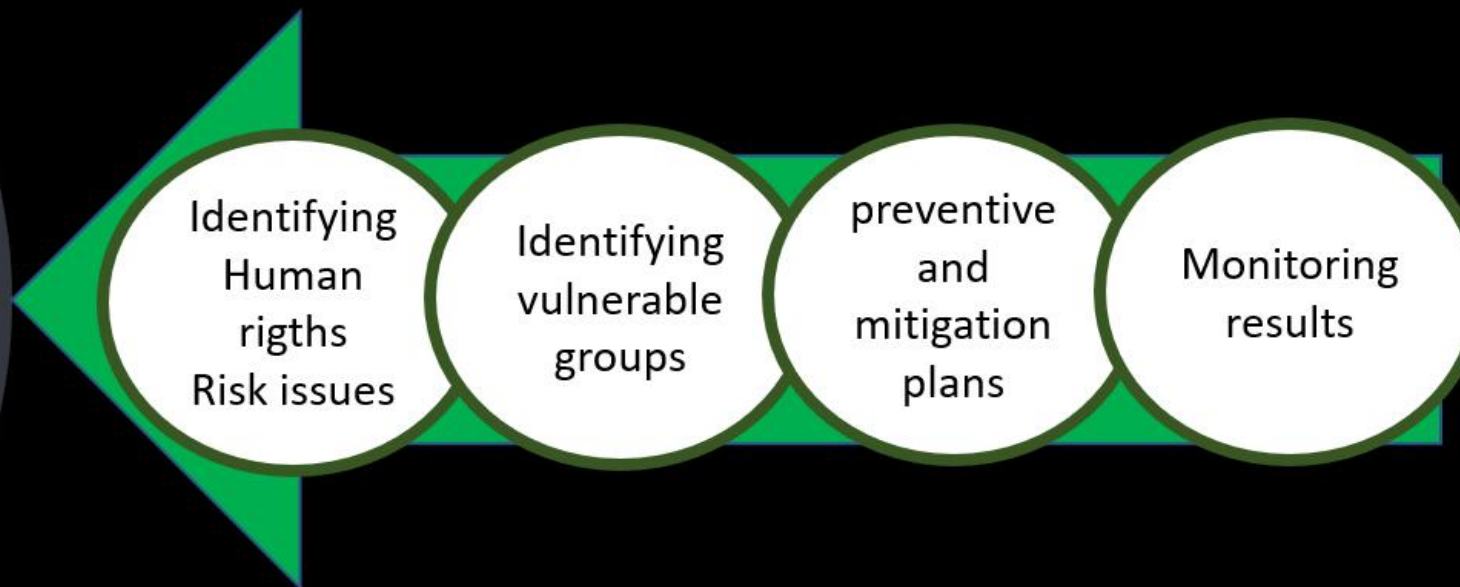 Identifying
Human
rigths
Risk issues
Identifying
vulnerable
groups
preventive
and
mitigation
plans
Monitoring
results